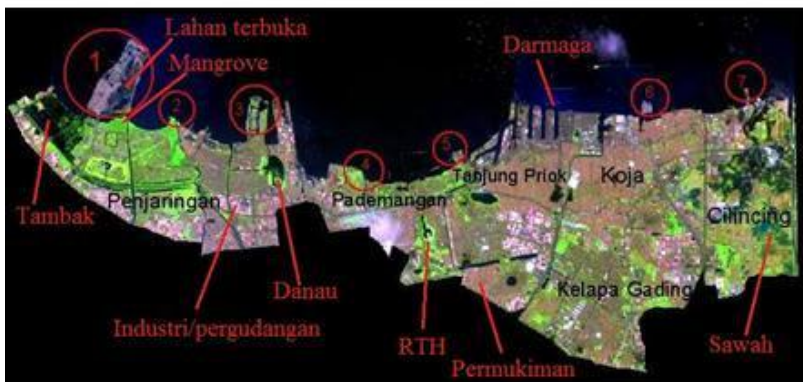 Lahan terbuka
Darmaga
1
Mangrove
2
3
6
7
4
5
Tanjung Priok
Koja
Penjaringan
Pademangan
Cilincing
Tambak
Danau
Kelapa Gading
Industri/pergudangan
RTH
Sawah
Permukiman